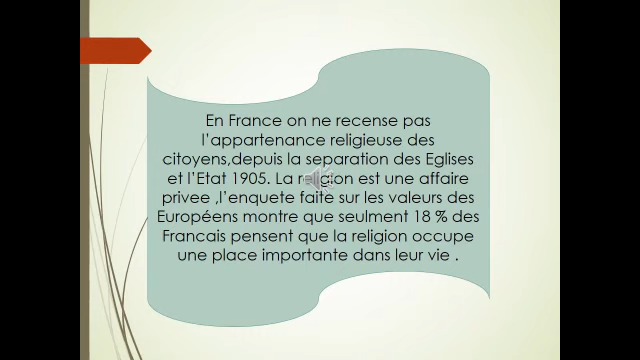 En France on ne recense pas
l'appartenance religieuse des
citoyens,depuis la separation des Eglises
et l'Etat 1905. La religion est une affaire
privee ,l'enquete faite sur les valeurs des
Européens montre que seulment 18 % des
Francais pensent que la religion occupe
une place importante dans leur vie .